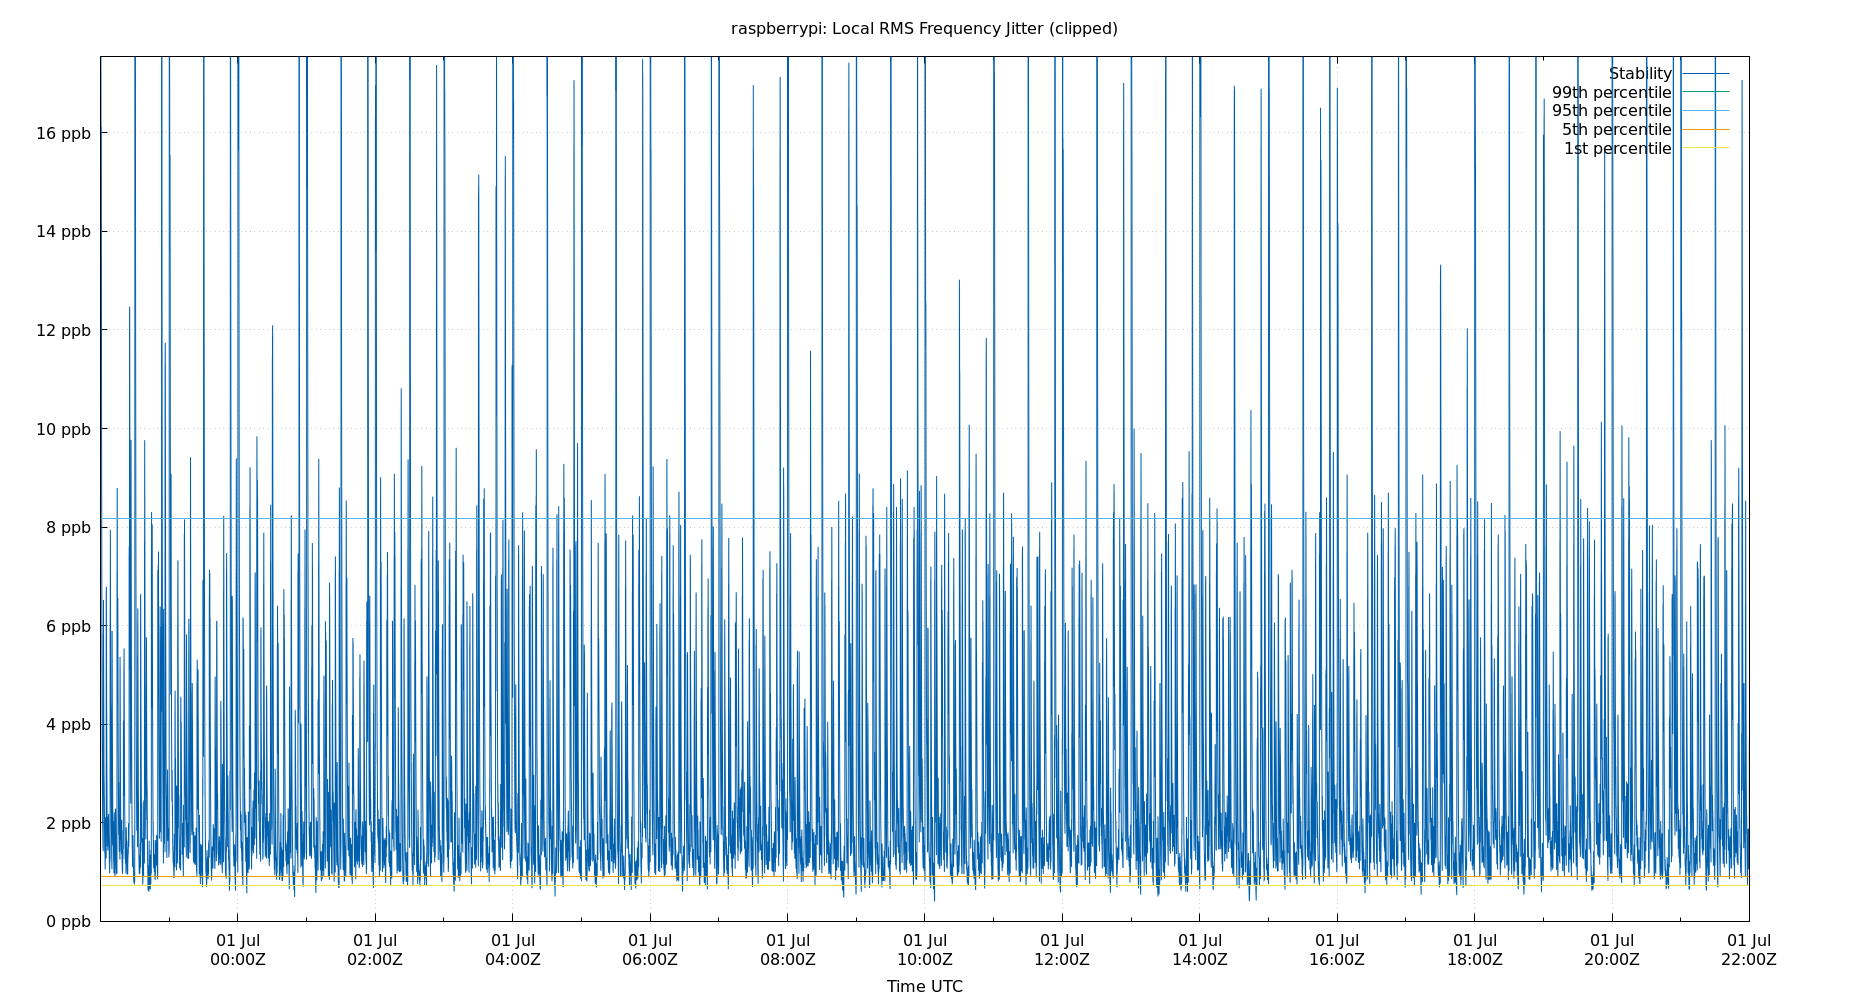 raspberrypi: Local RMS Frequency Jitter (clipped)
Stability
99th percentile
95th percentile
5th percentile
1st percentile
16 ppb
14 ppb
12 ppb
10 ppb
8 ppb
6 ppb
4 ppb
2 ppb
0 ppb
01 Jul 01 Jul 01 Jul 01 Jul 01 Jul 01 Jul 01 Jul 01 Jul 01 Jul 01 Jul 01 Jul 01 Jul
00:00Z 02:00Z 04:00Z 06:00Z 08:00Z 10:00Z 12:00Z 14:00Z 16:00Z 18:00Z 20:00Z 22:00Z
Time UTC